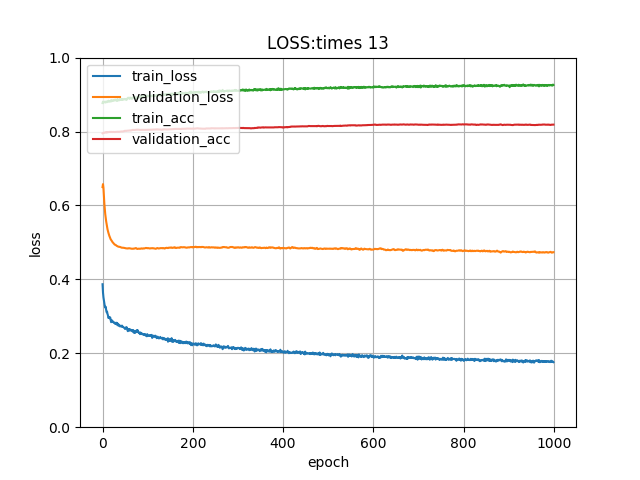 LOSS:times 13
1.0
0.8
0.6
0.4
0.2
0.0
loss
train_loss
validation_loss
train_acc
validation_acc
0 200 400 600 800 1000
epoch